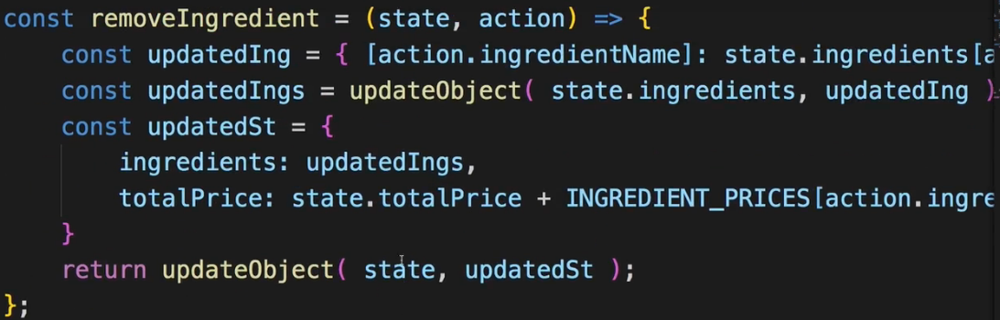 const removeIngredient = (state, action) => {
const updatedIng = { [action.ingredientName]: state.ingredients[a
const updatedIngs = updateObject( state.ingredients, updatedIng )
const updatedSt = {
ingredients: updatedIngs,
totalPrice: state.totalPrice + INGREDIENT_PRICES[action.ingre
}
return updateObject( state, updatedSt );
};